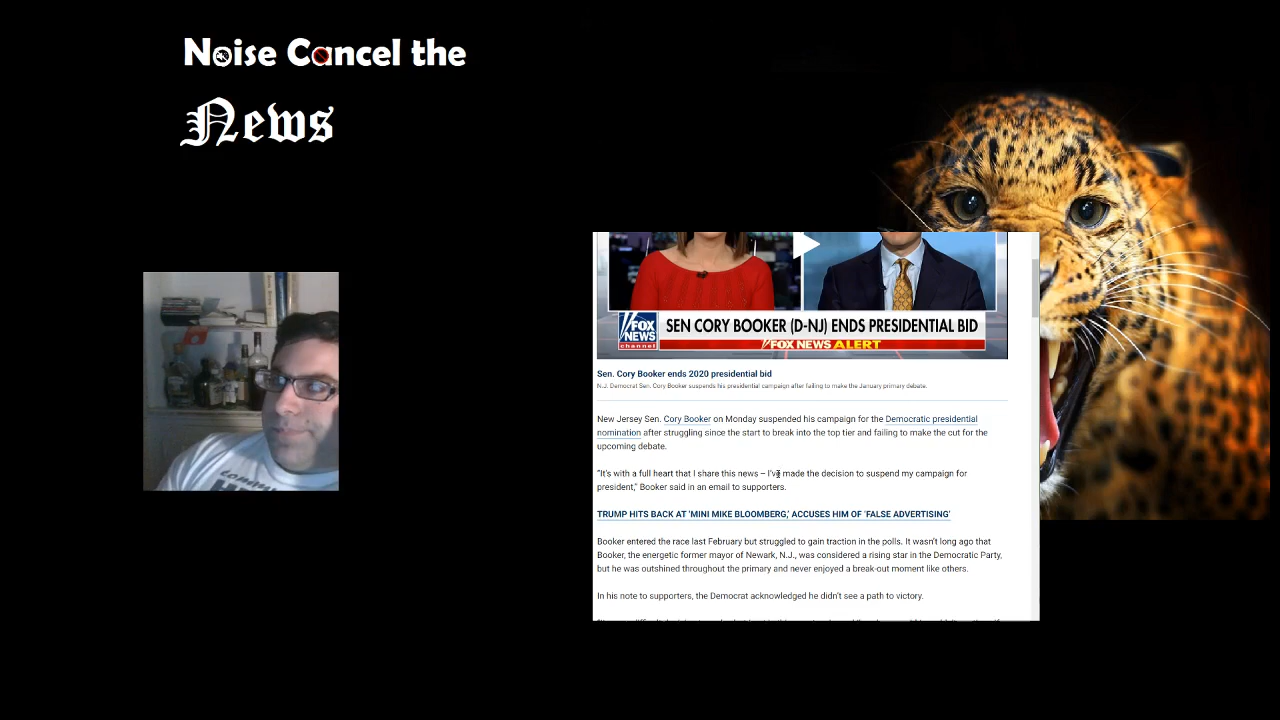 Noise Cancel the
News
FOX
NEWS
channel
SEN CORY BOOKER (D-NJ) ENDS PRESIDENTIAL BID
FOX NEWS ALERT
Sen. Cory Booker ends 2020 presidential bid
N.J. Democrat Sen. Cory Booker suspends his presidential campaign after failing to make the January primary debate.
New Jersey Sen. Cory Booker on Monday suspended his campaign for the Democratic presidential
nomination after struggling since the start to break into the top tier and failing to make the cut for the
upcoming debate.
“It’s with a full heart that I share this news – I’ve made the decision to suspend my campaign for
president,” Booker said in an email to supporters.
TRUMP HITS BACK AT ‘MINI MIKE BLOOMBERG,’ ACCUSES HIM OF ‘FALSE ADVERTISING’
Booker entered the race last February but struggled to gain traction in the polls. It wasn’t long ago that
Booker, the energetic former mayor of Newark, N.J., was considered a rising star in the Democratic Party,
but he was outshined throughout the primary and never enjoyed a break-out moment like others.
In his note to supporters, the Democrat acknowledged he didn’t see a path to victory.